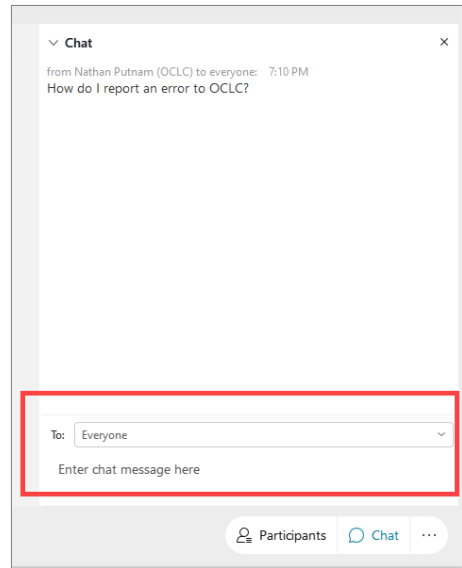 Chat
from Nathan Putnam (OCLC) to everyone: 7:10 PM
How do I report an error to OCLC?
To: Everyone
Enter chat message here
Participants Chat